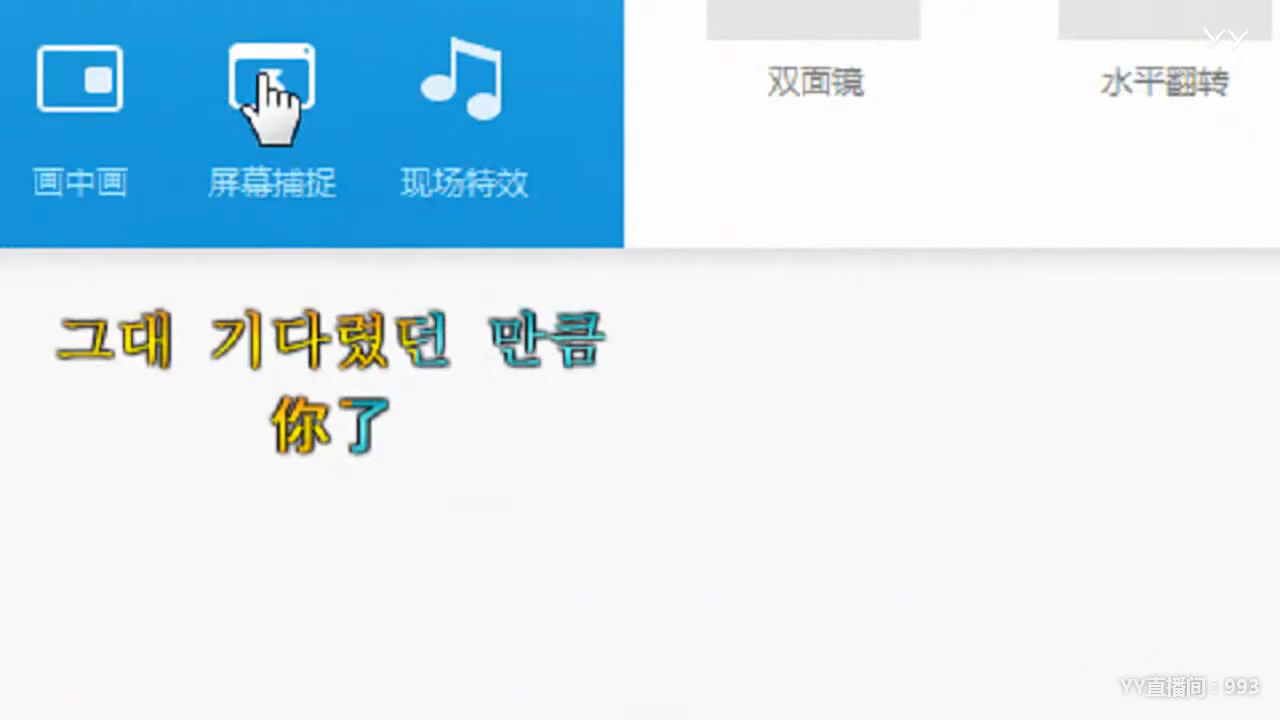 YY
双面镜
水平翻转
画中画
屏幕捕捉
现场特效
그대 기다렸던 만큼
你了
YY直播间：993